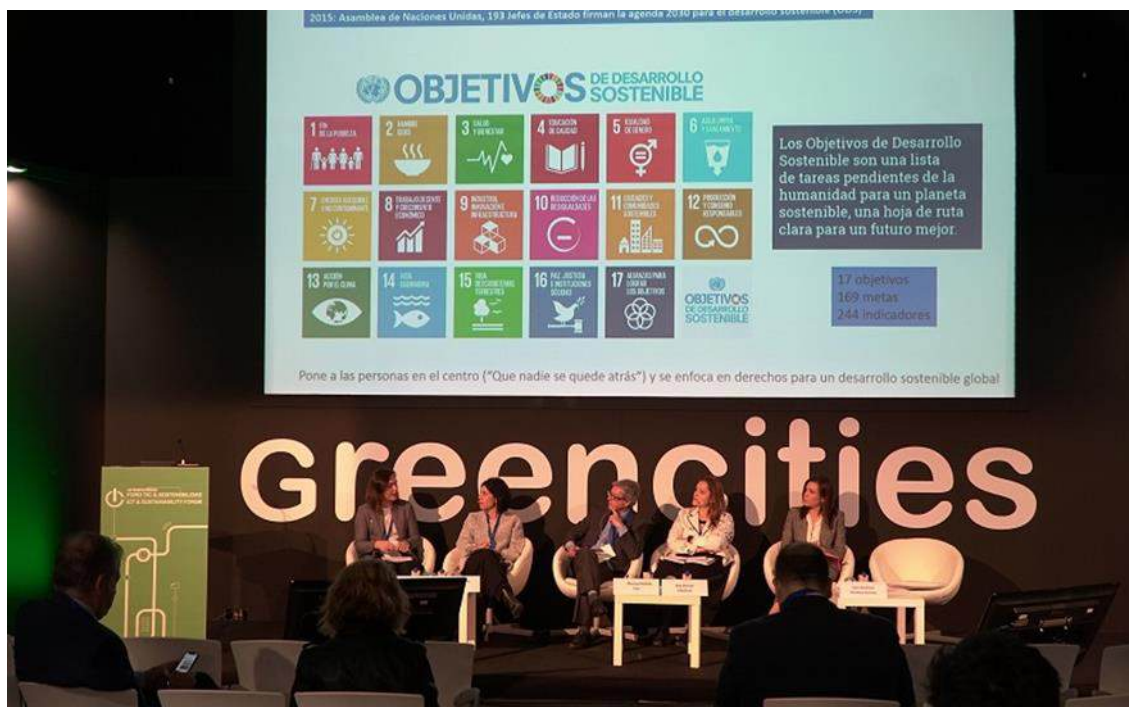 2015: Asamblea de Naciones Unidas, 193 Jefes de Estado firman la agenda 2030 para el desarrollo sostenible (ODS)
OBJETIVOS DE DESARROLLO
SOSTENIBLE
1 FIN
DE LA POBREZA
2 HAMBRE
CERO
3 SALUD
Y BIENESTAR
4 EDUCACIÓN
DE CALIDAD
5 IGUALDAD
DE GÉNERO
6 AGUA LIMPIA
Y SANEAMIENTO
7 ENERGÍA ASEQUIBLE
Y NO CONTAMINANTE
8 TRABAJO DECENTE
Y CRECIMIENTO
ECONÓMICO
9 INDUSTRIA,
INNOVACIÓN E
INFRAESTRUCTURA
10 REDUCCIÓN DE LAS
DESIGUALDADES
11 CIUDADES Y
COMUNIDADES
SOSTENIBLES
12 PRODUCCIÓN
Y CONSUMO
RESPONSABLES
13 ACCIÓN
POR EL CLIMA
14 VIDA
SUBMARINA
15 VIDA
DE ECOSISTEMAS
TERRESTRES
16 PAZ, JUSTICIA
E INSTITUCIONES
SÓLIDAS
17 ALIANZAS PARA
LOGRAR
LOS OBJETIVOS
OBJETIVOS
DE DESARROLLO
SOSTENIBLE
Los Objetivos de Desarrollo
Sostenible son una lista
de tareas pendientes de la
humanidad para un planeta
sostenible, una hoja de ruta
clara para un futuro mejor.
17 objetivos
169 metas
244 indicadores
Pone a las personas en el centro ("Que nadie se quede atrás") y se enfoca en derechos para un desarrollo sostenible global
Greencities
greencities
FORO TIC & SOSTENIBILIDAD
ICT & SUSTAINABILITY FORUM